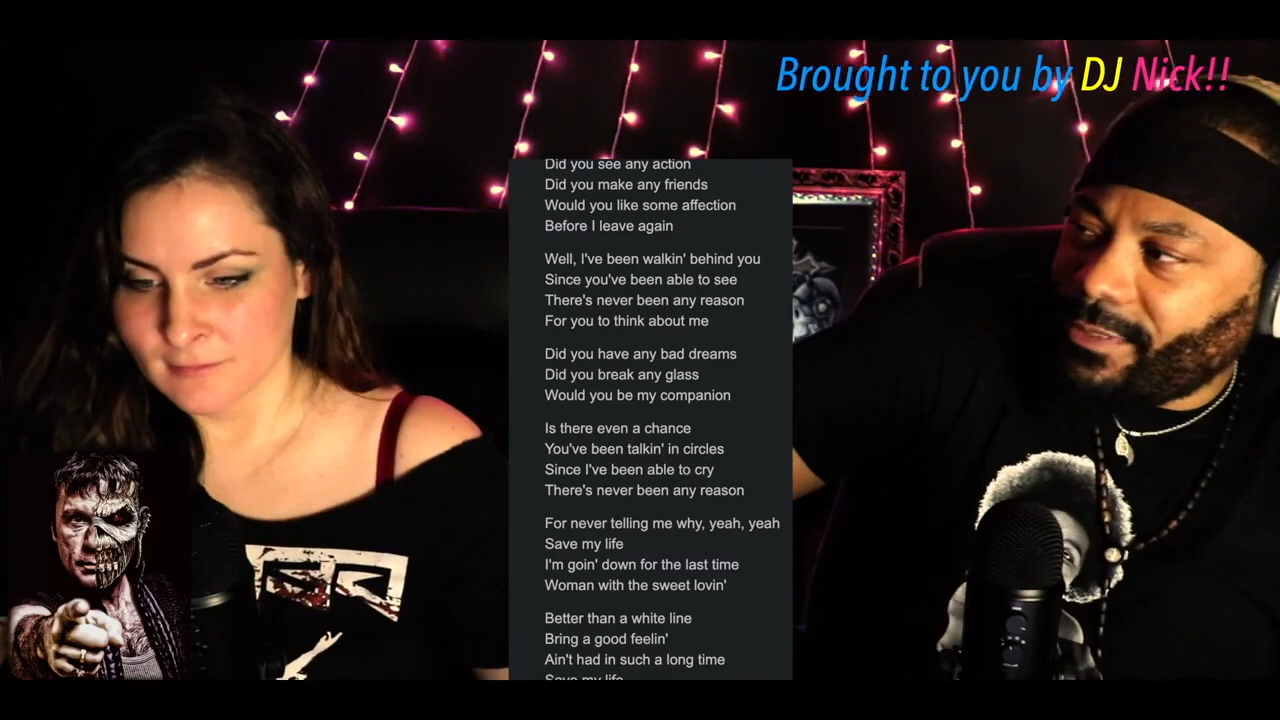 Brought to you by DJ Nick!!
Did you see any action
Did you make any friends
Would you like some affection
Before I leave again
Well, I've been walkin' behind you
Since you've been able to see
There's never been any reason
For you to think about me
Did you have any bad dreams
Did you break any glass
Would you be my companion
Is there even a chance
You've been talkin' in circles
Since I've been able to cry
There's never been any reason
For never telling me why, yeah, yeah
Save my life
I'm goin' down for the last time
Woman with the sweet lovin'
Better than a white line
Bring a good feelin'
Ain't had in such a long time
Save my life